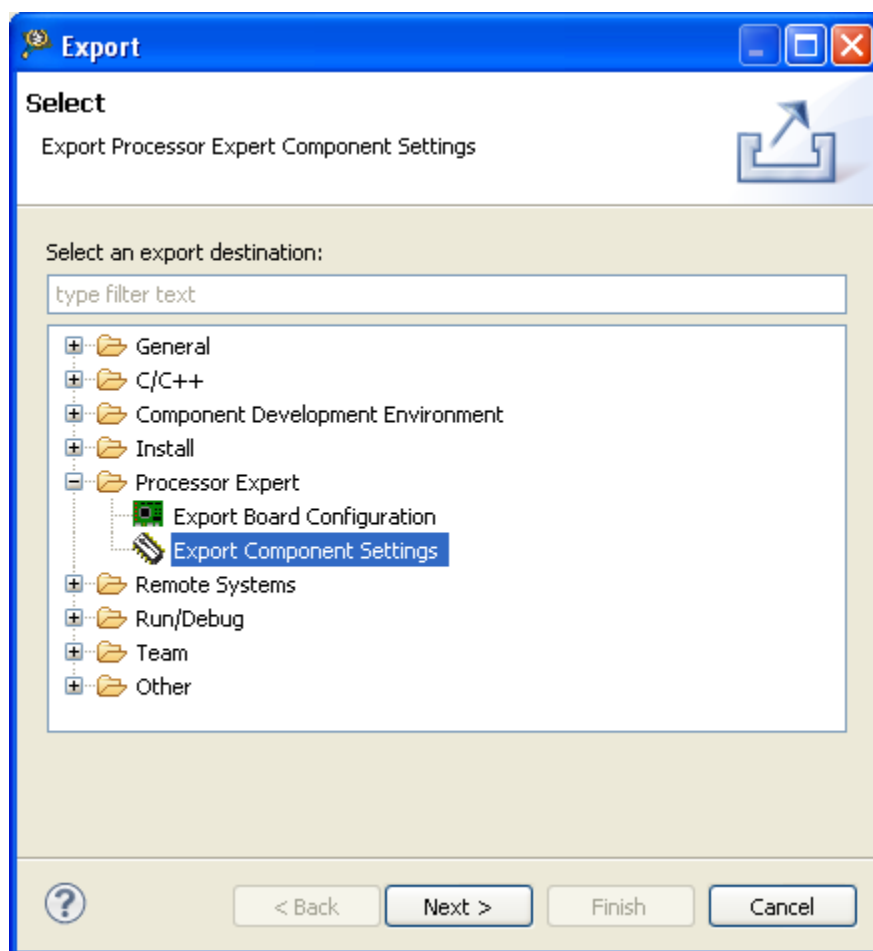 Export
Select
Export Processor Expert Component Settings
Select an export destination:
type filter text
General
C/C++
Component Development Environment
Install
Processor Expert
Export Board Configuration
Export Component Settings
Remote Systems
Run/Debug
Team
Other
? < Back Next > Finish Cancel